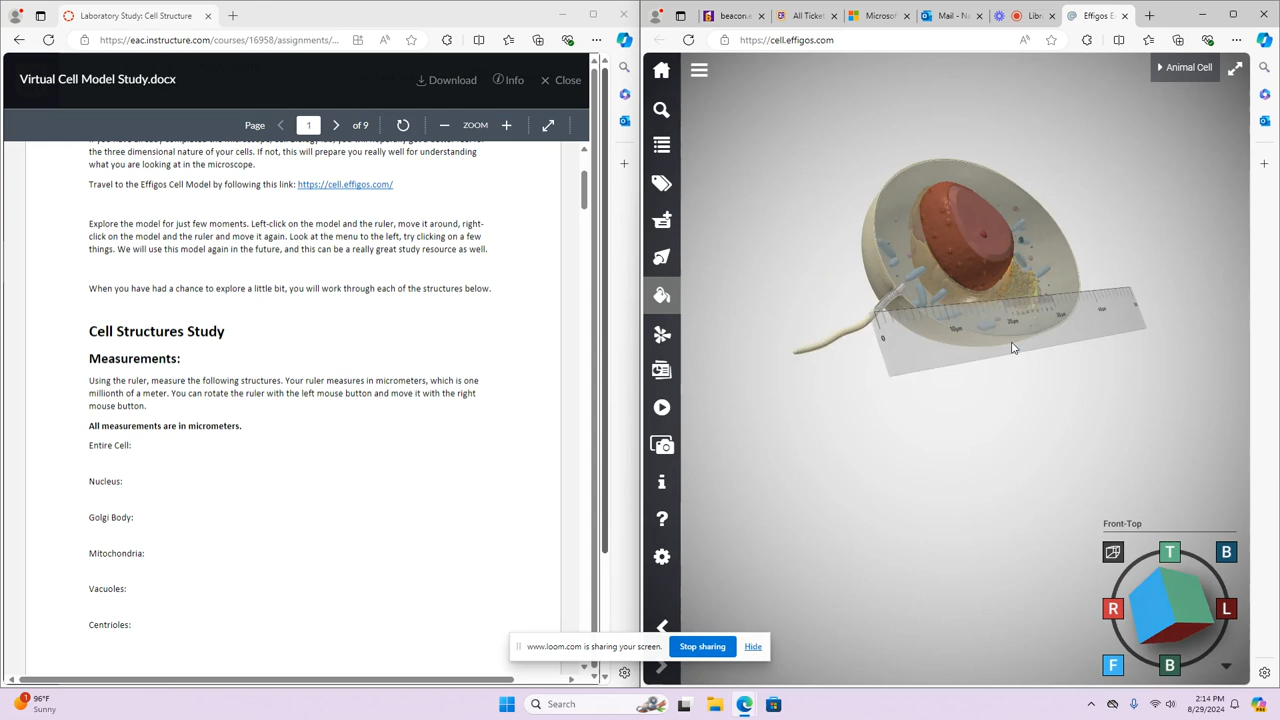 Laboratory Study: Cell Structure
https://eac.instructure.com/courses/16958/assignments/...
Virtual Cell Model Study.docx
Download
Info
Close
Page
1
of 9
ZOOM
the three dimensional nature of your cells. If not, this will prepare you really well for understanding
what you are looking at in the microscope.
Travel to the Effigos Cell Model by following this link: https://cell.effigos.com/
Explore the model for just few moments. Left-click on the model and the ruler, move it around, right-
click on the model and the ruler and move it again. Look at the menu to the left, try clicking on a few
things. We will use this model again in the future, and this can be a really great study resource as well.
When you have had a chance to explore a little bit, you will work through each of the structures below.
Cell Structures Study
Measurements:
Using the ruler, measure the following structures. Your ruler measures in micrometers, which is one
millionth of a meter. You can rotate the ruler with the left mouse button and move it with the right
mouse button.
All measurements are in micrometers.
Entire Cell:
Nucleus:
Golgi Body:
Mitochondria:
Vacuoles:
Centrioles:
beacon.e
All Ticket
Microsof
Mail - N
Libr
Effigos E
https://cell.effigos.com
Animal Cell
0
10µm
20µm
Front-Top
T
B
R
L
F
B
www.loom.com is sharing your screen.
Stop sharing
Hide
96°F
Sunny
Search
2:14 PM
8/29/2024